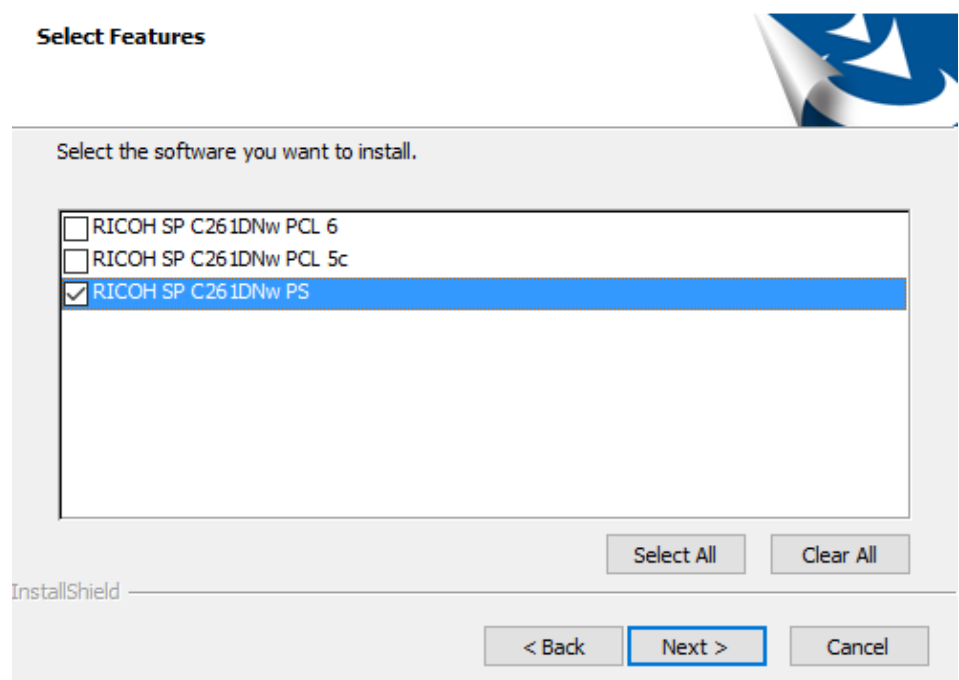 Select Features
Select the software you want to install.
RICOH SP C261DNw PCL 6
RICOH SP C261DNw PCL 5c
RICOH SP C261DNw PS
Select All Clear All
InstallShield
< Back Next > Cancel